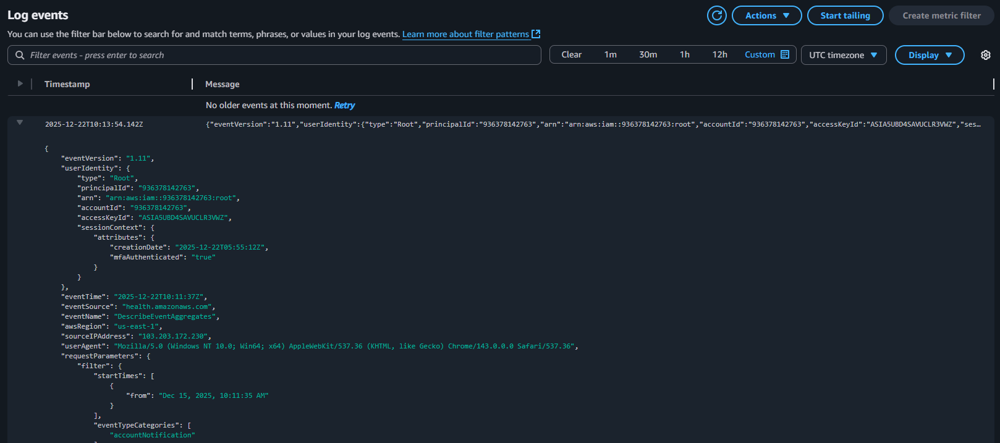 Log events
Actions
Start tailing
Create metric filter
You can use the filter bar below to search for and match terms, phrases, or values in your log events. Learn more about filter patterns
Filter events - press enter to search
Clear 1m 30m 1h 12h Custom
UTC timezone
Display
Timestamp Message
No older events at this moment. Retry
2025-12-22T10:13:54.142Z {"eventVersion":"1.11","userIdentity":{"type":"Root","principalId":"936378142763","arn":"arn:aws:iam::936378142763:root","accountId":"936378142763","accessKeyId":"ASIA5UBD4SAVUCLR3VWZ","ses…
{
"eventVersion": "1.11",
"userIdentity": {
"type": "Root",
"principalId": "936378142763",
"arn": "arn:aws:iam::936378142763:root",
"accountId": "936378142763",
"accessKeyId": "ASIA5UBD4SAVUCLR3VWZ",
"sessionContext": {
"attributes": {
"creationDate": "2025-12-22T05:55:12Z",
"mfaAuthenticated": "true"
}
}
},
"eventTime": "2025-12-22T10:11:37Z",
"eventSource": "health.amazonaws.com",
"eventName": "DescribeEventAggregates",
"awsRegion": "us-east-1",
"sourceIPAddress": "103.203.172.230",
"userAgent": "Mozilla/5.0 (Windows NT 10.0; Win64; x64) AppleWebKit/537.36 (KHTML, like Gecko) Chrome/143.0.0.0 Safari/537.36",
"requestParameters": {
"filter": {
"startTimes": [
{
"from": "Dec 15, 2025, 10:11:35 AM"
}
],
"eventTypeCategories": [
"accountNotification"